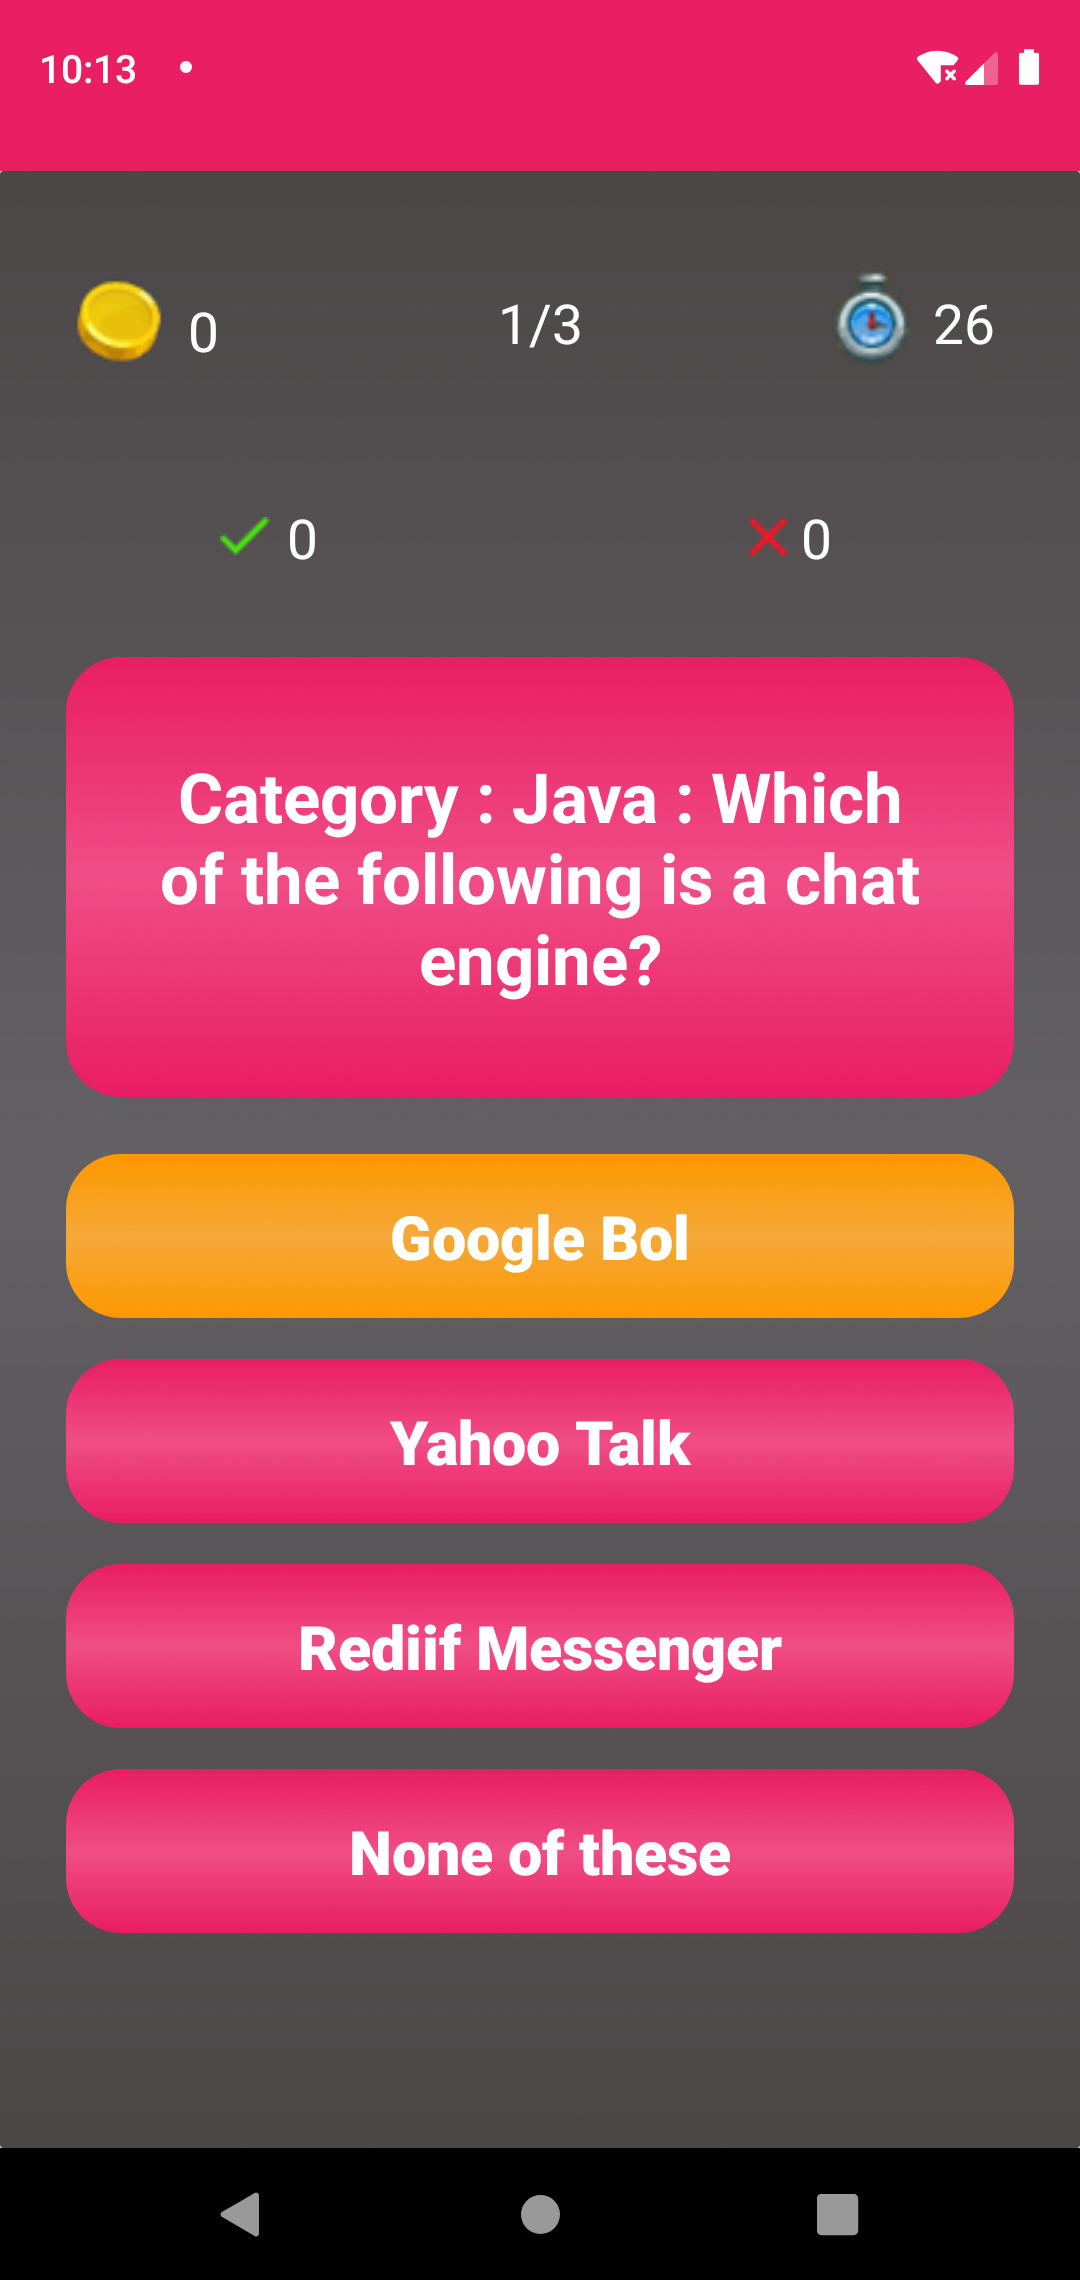 10:13
0
1/3
26
0
0
Category : Java : Which
of the following is a chat
engine?
Google Bol
Yahoo Talk
Rediif Messenger
None of these